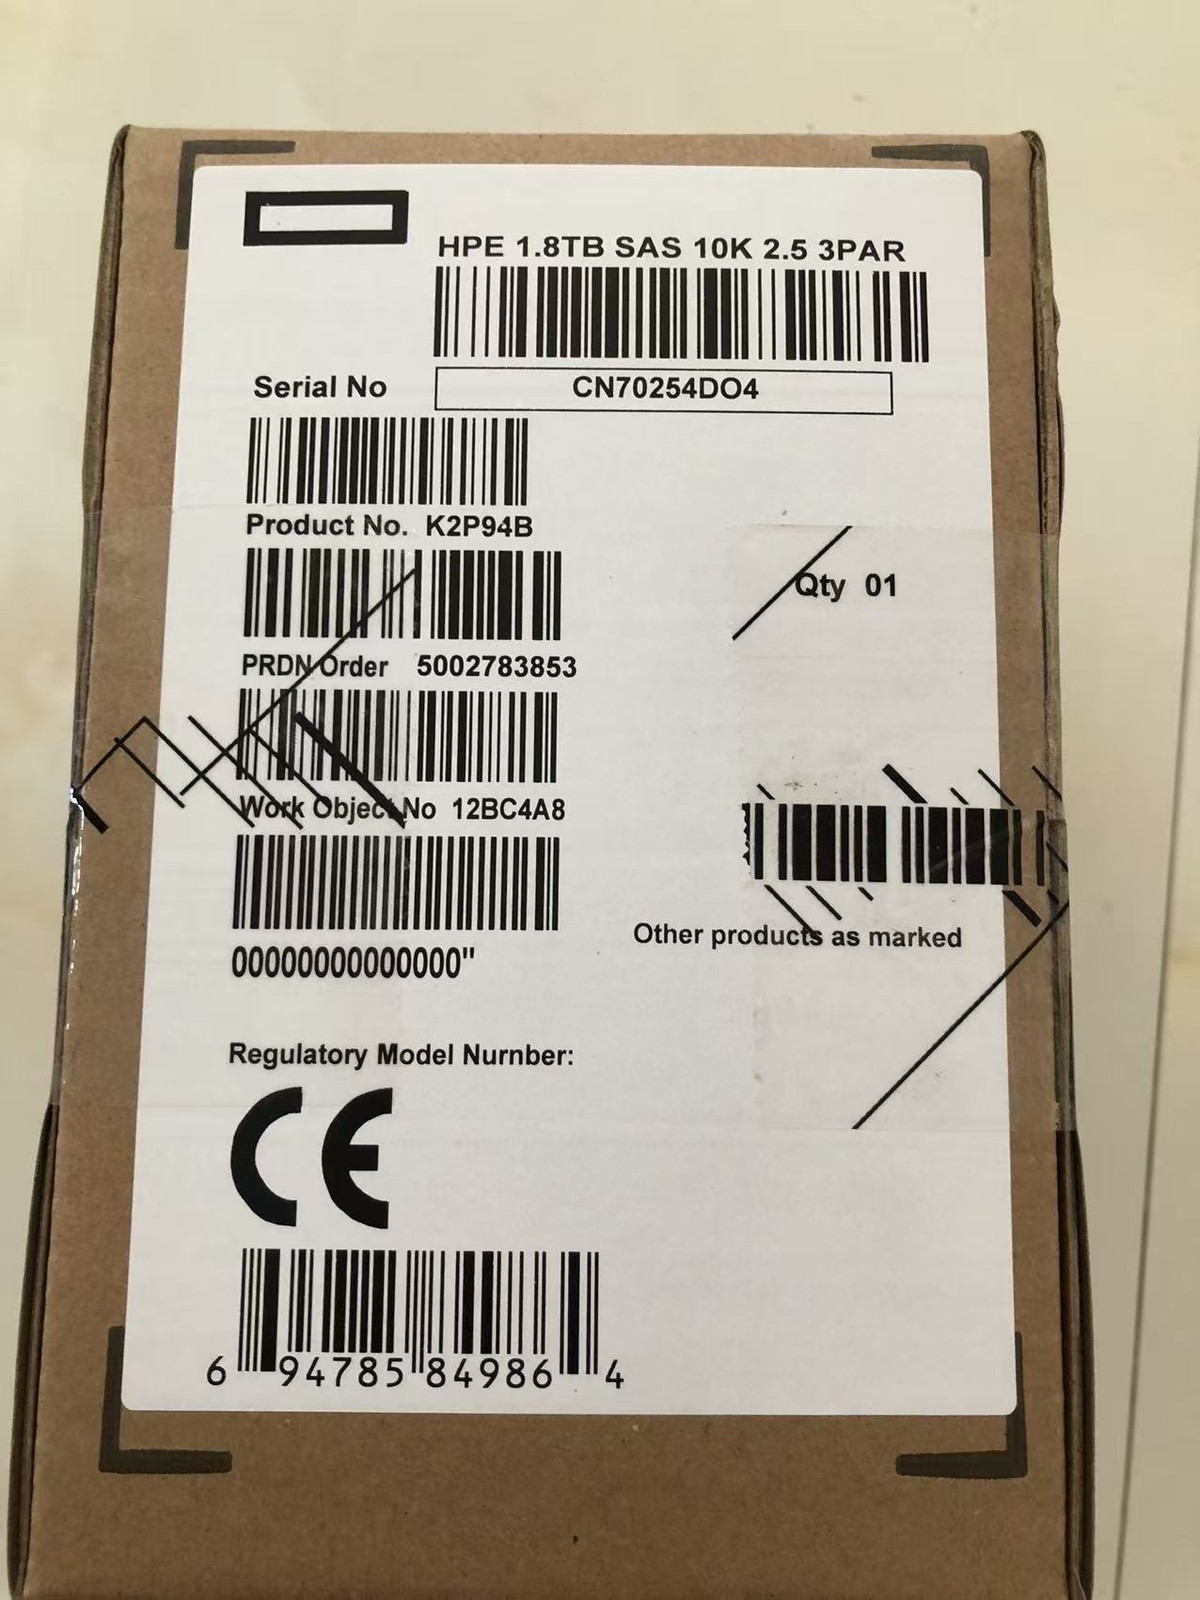 HPE 1.8TB SAS 10K 2.5 3PAR
Serial No CN70254DO4
Product No. K2P94B
Qty 01
PRDN Order 5002783853
Work Object No 12BC4A8
Other products as marked
00000000000000"
Regulatory Model Nurnber:
CE
6 94785 84986 4